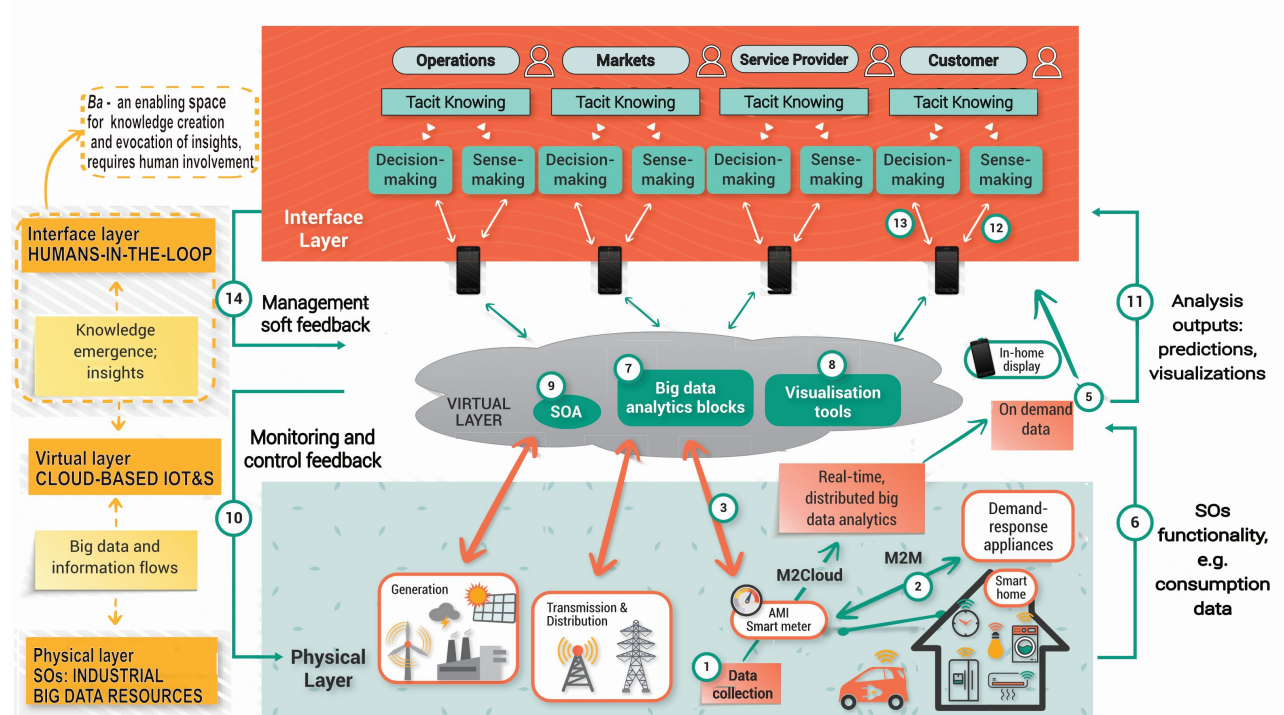 Ba - an enabling space
for knowledge creation
and evocation of insights,
requires human involvement
Interface layer
HUMANS-IN-THE-LOOP
Knowledge
emergence;
insights
Virtual layer
CLOUD-BASED IOT&S
Big data and
information flows
Physical layer
SOs: INDUSTRIAL
BIG DATA RESOURCES
Operations
Markets
Service Provider
Customer
Tacit Knowing
Tacit Knowing
Tacit Knowing
Tacit Knowing
Decision-
making
Sense-
making
Decision-
making
Sense-
making
Decision-
making
Sense-
making
Decision-
making
Sense-
making
Interface
Layer
13
12
14
Management
soft feedback
11
Analysis
outputs:
predictions,
visualizations
VIRTUAL
LAYER
9
SOA
7
Big data
analytics blocks
8
Visualisation
tools
In-home
display
5
On demand
data
Monitoring and
control feedback
10
Real-time,
distributed big
data analytics
3
6
SOs
functionality,
e.g.
consumption
data
Physical
Layer
Generation
Transmission &
Distribution
M2Cloud
M2M
2
AMI
Smart meter
1
Data
collection
Demand-
response
appliances
Smart
home